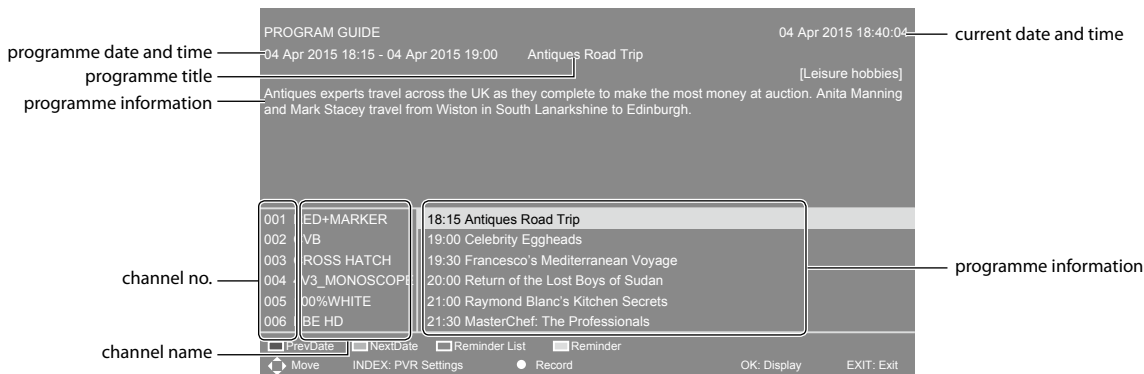 PROGRAM GUIDE 04 Apr 2015 18:40:04 current date and time
programme date and time 04 Apr 2015 18:15 - 04 Apr 2015 19:00 Antiques Road Trip
programme title [Leisure hobbies]
programme information Antiques experts travel across the UK as they complete to make the most money at auction. Anita Manning
and Mark Stacey travel from Wiston in South Lanarkshire to Edinburgh.
001 ED+MARKER 18:15 Antiques Road Trip
002 VB 19:00 Celebrity Eggheads
003 ROSS HATCH 19:30 Francesco's Mediterranean Voyage
channel no. 004 V3_MONOSCOPE 20:00 Return of the Lost Boys of Sudan programme information
005 00%WHITE 21:00 Raymond Blanc's Kitchen Secrets
006 BE HD 21:30 MasterChef: The Professionals
channel name PrevDate NextDate Reminder List Reminder
Move INDEX: PVR Settings Record OK: Display EXIT: Exit